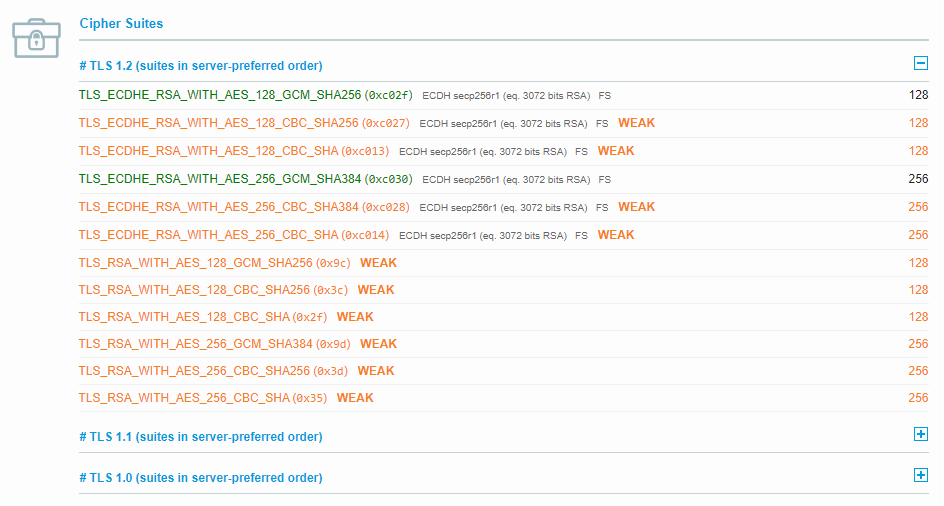 Cipher Suites
# TLS 1.2 (suites in server-preferred order)
TLS_ECDHE_RSA_WITH_AES_128_GCM_SHA256 (0xc02f) ECDH secp256r1 (eq. 3072 bits RSA) FS 128
TLS_ECDHE_RSA_WITH_AES_128_CBC_SHA256 (0xc027) ECDH secp256r1 (eq. 3072 bits RSA) FS WEAK 128
TLS_ECDHE_RSA_WITH_AES_128_CBC_SHA (0xc013) ECDH secp256r1 (eq. 3072 bits RSA) FS WEAK 128
TLS_ECDHE_RSA_WITH_AES_256_GCM_SHA384 (0xc030) ECDH secp256r1 (eq. 3072 bits RSA) FS 256
TLS_ECDHE_RSA_WITH_AES_256_CBC_SHA384 (0xc028) ECDH secp256r1 (eq. 3072 bits RSA) FS WEAK 256
TLS_ECDHE_RSA_WITH_AES_256_CBC_SHA (0xc014) ECDH secp256r1 (eq. 3072 bits RSA) FS WEAK 256
TLS_RSA_WITH_AES_128_GCM_SHA256 (0x9c) WEAK 128
TLS_RSA_WITH_AES_128_CBC_SHA256 (0x3c) WEAK 128
TLS_RSA_WITH_AES_128_CBC_SHA (0x2f) WEAK 128
TLS_RSA_WITH_AES_256_GCM_SHA384 (0x9d) WEAK 256
TLS_RSA_WITH_AES_256_CBC_SHA256 (0x3d) WEAK 256
TLS_RSA_WITH_AES_256_CBC_SHA (0x35) WEAK 256
# TLS 1.1 (suites in server-preferred order)
# TLS 1.0 (suites in server-preferred order)